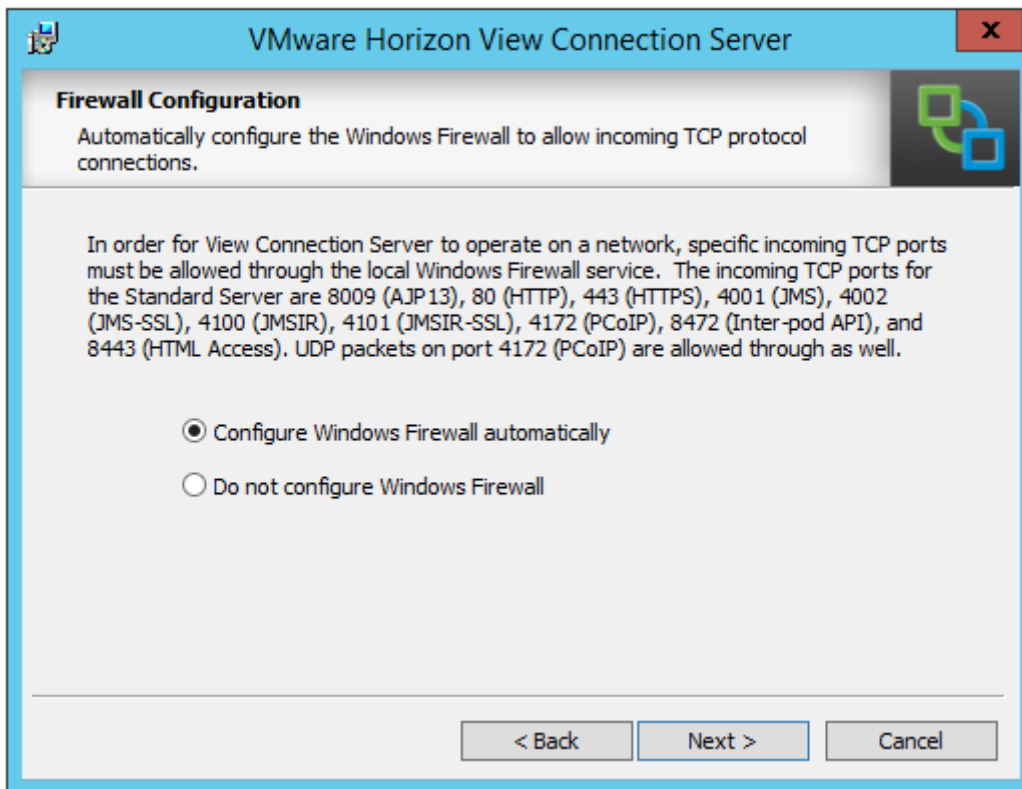 VMware Horizon View Connection Server
x
Firewall Configuration
Automatically configure the Windows Firewall to allow incoming TCP protocol
connections.
In order for View Connection Server to operate on a network, specific incoming TCP ports
must be allowed through the local Windows Firewall service.  The incoming TCP ports for
the Standard Server are 8009 (AJP13), 80 (HTTP), 443 (HTTPS), 4001 (JMS), 4002
(JMS-SSL), 4100 (JMSIR), 4101 (JMSIR-SSL), 4172 (PCoIP), 8472 (Inter-pod API), and
8443 (HTML Access). UDP packets on port 4172 (PCoIP) are allowed through as well.
Configure Windows Firewall automatically
Do not configure Windows Firewall
< Back
Next >
Cancel